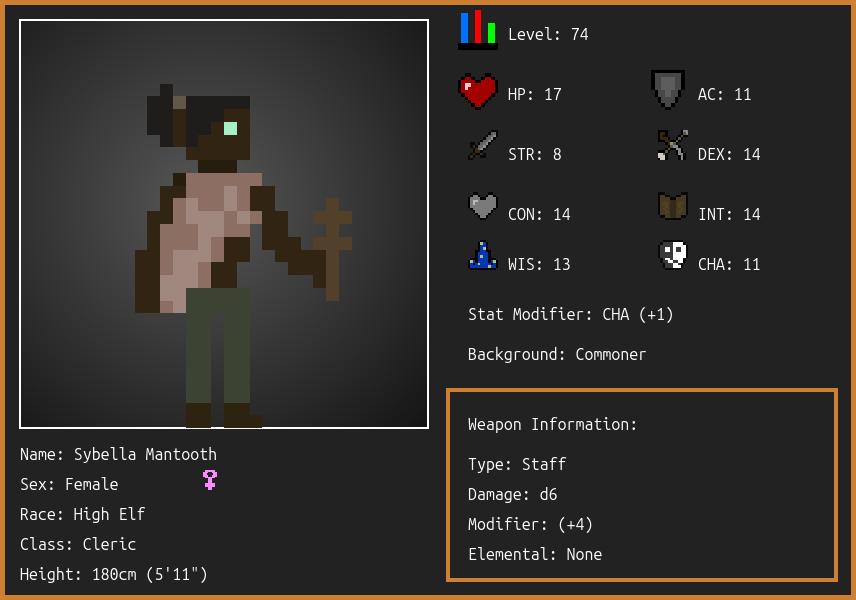 Level: 74
HP: 17
AC: 11
STR: 8
DEX: 14
CON: 14
INT: 14
WIS: 13
CHA: 11
Stat Modifier: CHA (+1)
Background: Commoner
Weapon Information:
Type: Staff
Damage: d6
Modifier: (+4)
Elemental: None
Name: Sybella Mantooth
Sex: Female
Race: High Elf
Class: Cleric
Height: 180cm (5'11")